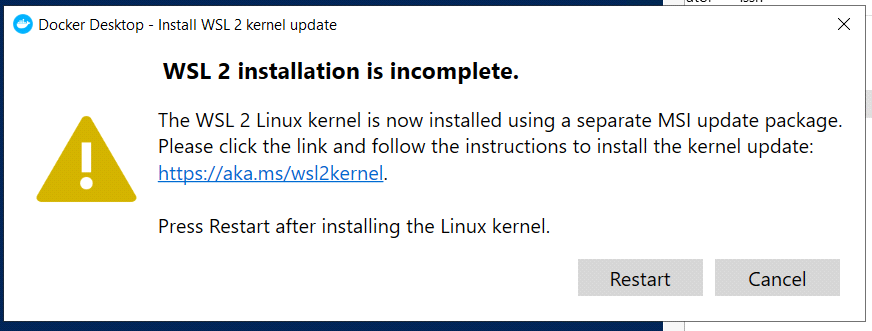 Docker Desktop - Install WSL 2 kernel update
WSL 2 installation is incomplete.
The WSL 2 Linux kernel is now installed using a separate MSI update package.
Please click the link and follow the instructions to install the kernel update:
https://aka.ms/wsl2kernel.
Press Restart after installing the Linux kernel.
Restart
Cancel